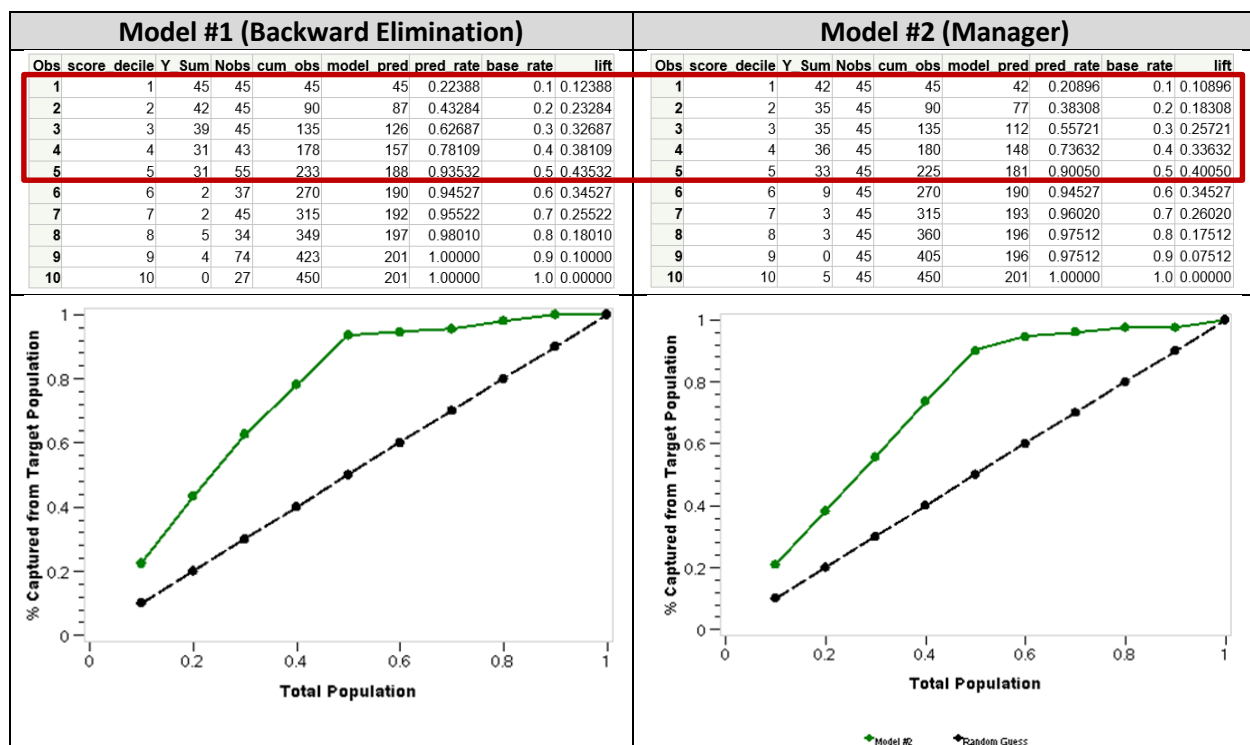 Model #1 (Backward Elimination)
Obs score_decile Y_Sum Nobs cum_obs model_pred pred_rate base_rate lift
1 1 45 45 45 45 0.22388 0.1 0.12388
2 2 42 45 90 87 0.43284 0.2 0.23284
3 3 39 45 135 126 0.62687 0.3 0.32687
4 4 31 43 178 157 0.78109 0.4 0.38109
5 5 31 55 233 188 0.93532 0.5 0.43532
6 6 2 37 270 190 0.94527 0.6 0.34527
7 7 2 45 315 192 0.95522 0.7 0.25522
8 8 5 34 349 197 0.98010 0.8 0.18010
9 9 4 74 423 201 1.00000 0.9 0.10000
10 10 0 27 450 201 1.00000 1.0 0.00000
Model #2 (Manager)
Obs score_decile Y_Sum Nobs cum_obs model_pred pred_rate base_rate lift
1 1 42 45 45 42 0.20896 0.1 0.10896
2 2 35 45 90 77 0.38308 0.2 0.18308
3 3 35 45 135 112 0.55721 0.3 0.25721
4 4 36 45 180 148 0.73632 0.4 0.33632
5 5 33 45 225 181 0.90050 0.5 0.40050
6 6 9 45 270 190 0.94527 0.6 0.34527
7 7 3 45 315 193 0.96020 0.7 0.26020
8 8 3 45 360 196 0.97512 0.8 0.17512
9 9 0 45 405 196 0.97512 0.9 0.07512
10 10 5 45 450 201 1.00000 1.0 0.00000
% Captured from Target Population
1
0.8
0.6
0.4
0.2
0
0 0.2 0.4 0.6 0.8 1
Total Population
% Captured from Target Population
1
0.8
0.6
0.4
0.2
0
0 0.2 0.4 0.6 0.8 1
Total Population
Model #2 Random Guess